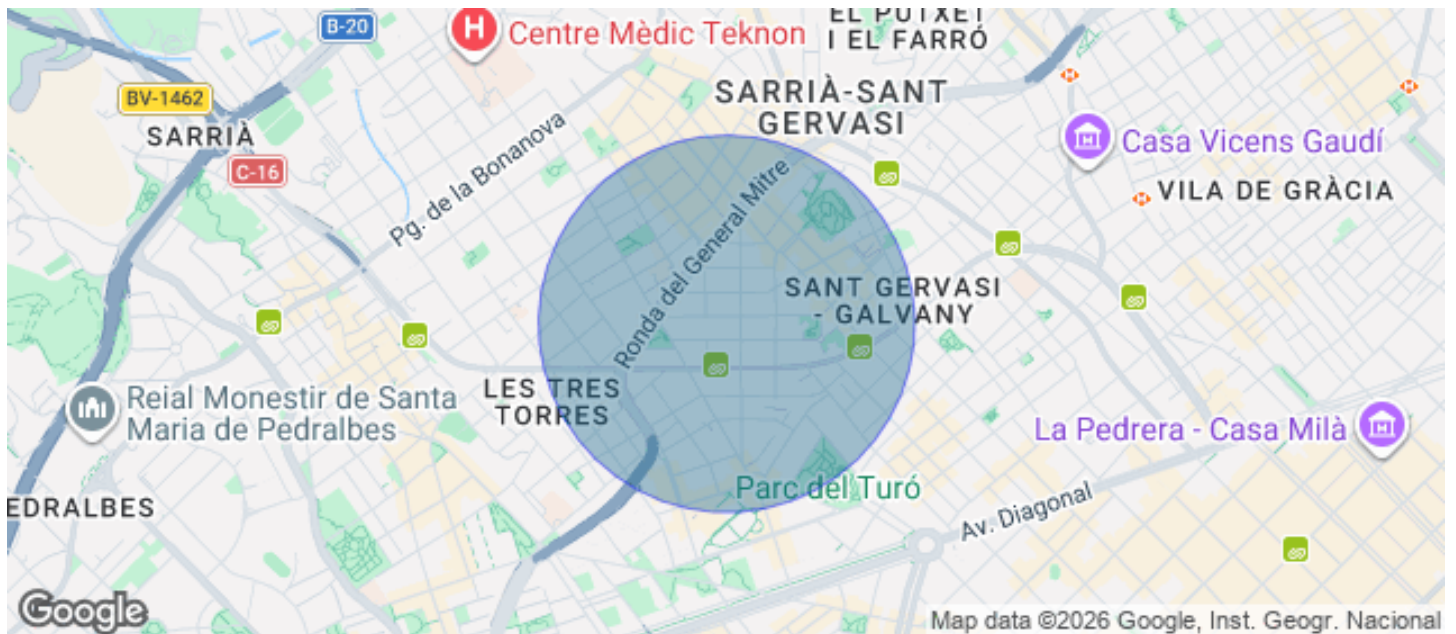 B-20
Centre Mèdic Teknon
EL PUTXET
I EL FARRÓ
BV-1462
SARRIÀ
C-16
Pg. de la Bonanova
SARRIÀ-SANT
GERVASI
Casa Vicens Gaudí
VILA DE GRÀCIA
Ronda del General Mitre
SANT GERVASI
- GALVANY
LES TRES
TORRES
Reial Monestir de Santa
Maria de Pedralbes
La Pedrera - Casa Milà
EDRALBES
Parc del Turó
Av. Diagonal
Google
Map data ©2026 Google, Inst. Geogr. Nacional